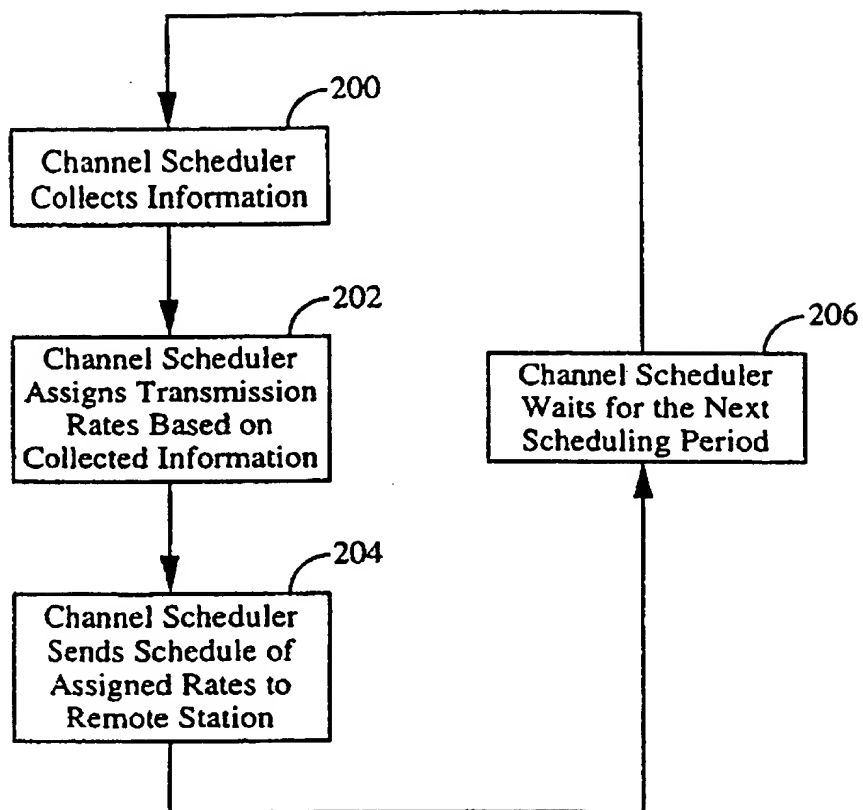 200
Channel Scheduler
Collects Information
202
Channel Scheduler
Assigns Transmission
Rates Based on
Collected Information
206
Channel Scheduler
Waits for the Next
Scheduling Period
204
Channel Scheduler
Sends Schedule of
Assigned Rates to
Remote Station